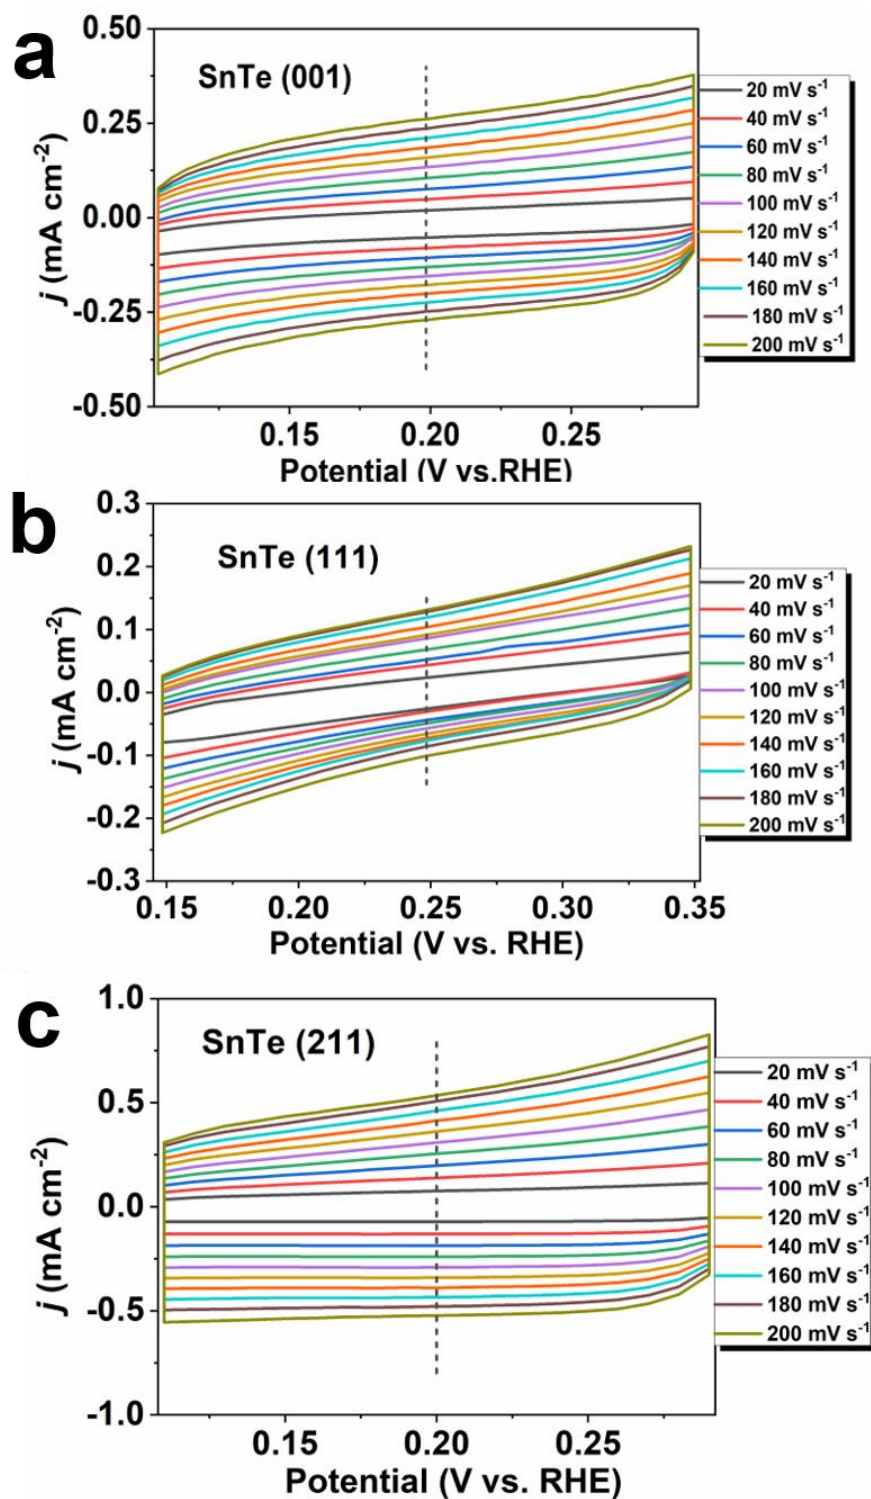 a
SnTe (001)
j (mA cm-2)
0.50
0.25
0.00
-0.25
-0.50
0.15 0.20 0.25
Potential (V vs.RHE)
20 mV s-1
40 mV s-1
60 mV s-1
80 mV s-1
100 mV s-1
120 mV s-1
140 mV s-1
160 mV s-1
180 mV s-1
200 mV s-1
b
SnTe (111)
j (mA cm-2)
0.3
0.2
0.1
0.0
-0.1
-0.2
-0.3
0.15 0.20 0.25 0.30 0.35
Potential (V vs. RHE)
20 mV s-1
40 mV s-1
60 mV s-1
80 mV s-1
100 mV s-1
120 mV s-1
140 mV s-1
160 mV s-1
180 mV s-1
200 mV s-1
c
SnTe (211)
j (mA cm-2)
1.0
0.5
0.0
-0.5
-1.0
0.15 0.20 0.25
Potential (V vs. RHE)
20 mV s-1
40 mV s-1
60 mV s-1
80 mV s-1
100 mV s-1
120 mV s-1
140 mV s-1
160 mV s-1
180 mV s-1
200 mV s-1